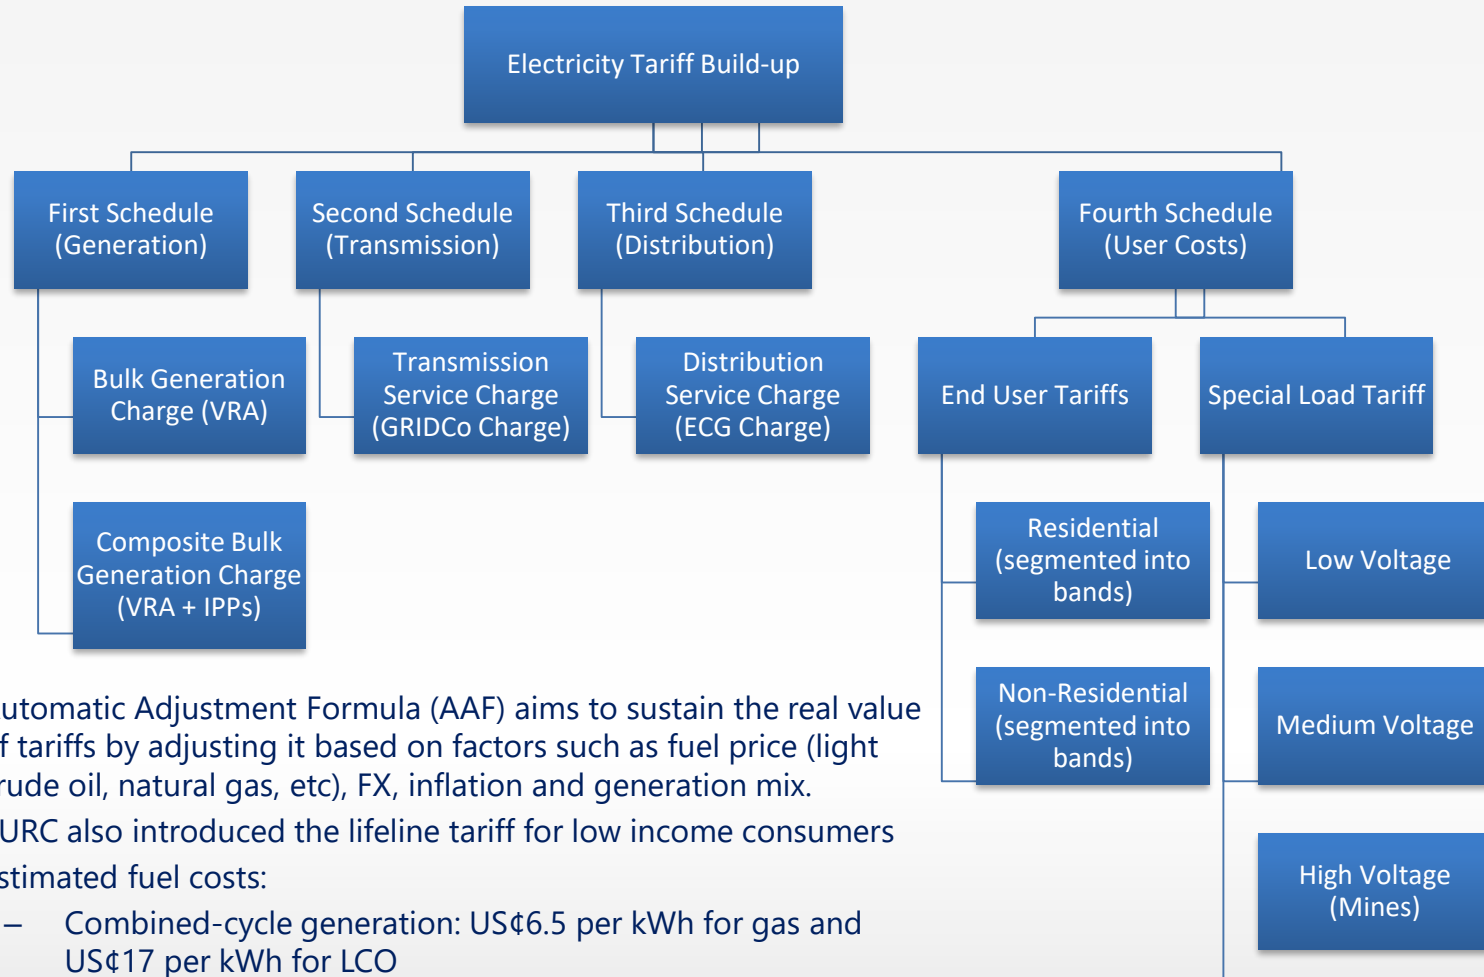 Electricity Tariff Build-up
First Schedule
(Generation)
Second Schedule
(Transmission)
Third Schedule
(Distribution)
Fourth Schedule
(User Costs)
Bulk Generation
Charge (VRA)
Transmission
Service Charge
(GRIDCo Charge)
Distribution
Service Charge
(ECG Charge)
End User Tariffs
Special Load Tariff
Composite Bulk
Generation Charge
(VRA + IPPs)
Residential
(segmented into
bands)
Low Voltage
Non-Residential
(segmented into
bands)
Medium Voltage
High Voltage
(Mines)
utomatic Adjustment Formula (AAF) aims to sustain the real value
f tariffs by adjusting it based on factors such as fuel price (light
rude oil, natural gas, etc), FX, inflation and generation mix.
URC also introduced the lifeline tariff for low income consumers
stimated fuel costs:
– Combined-cycle generation: US¢6.5 per kWh for gas and
US¢17 per kWh for LCO